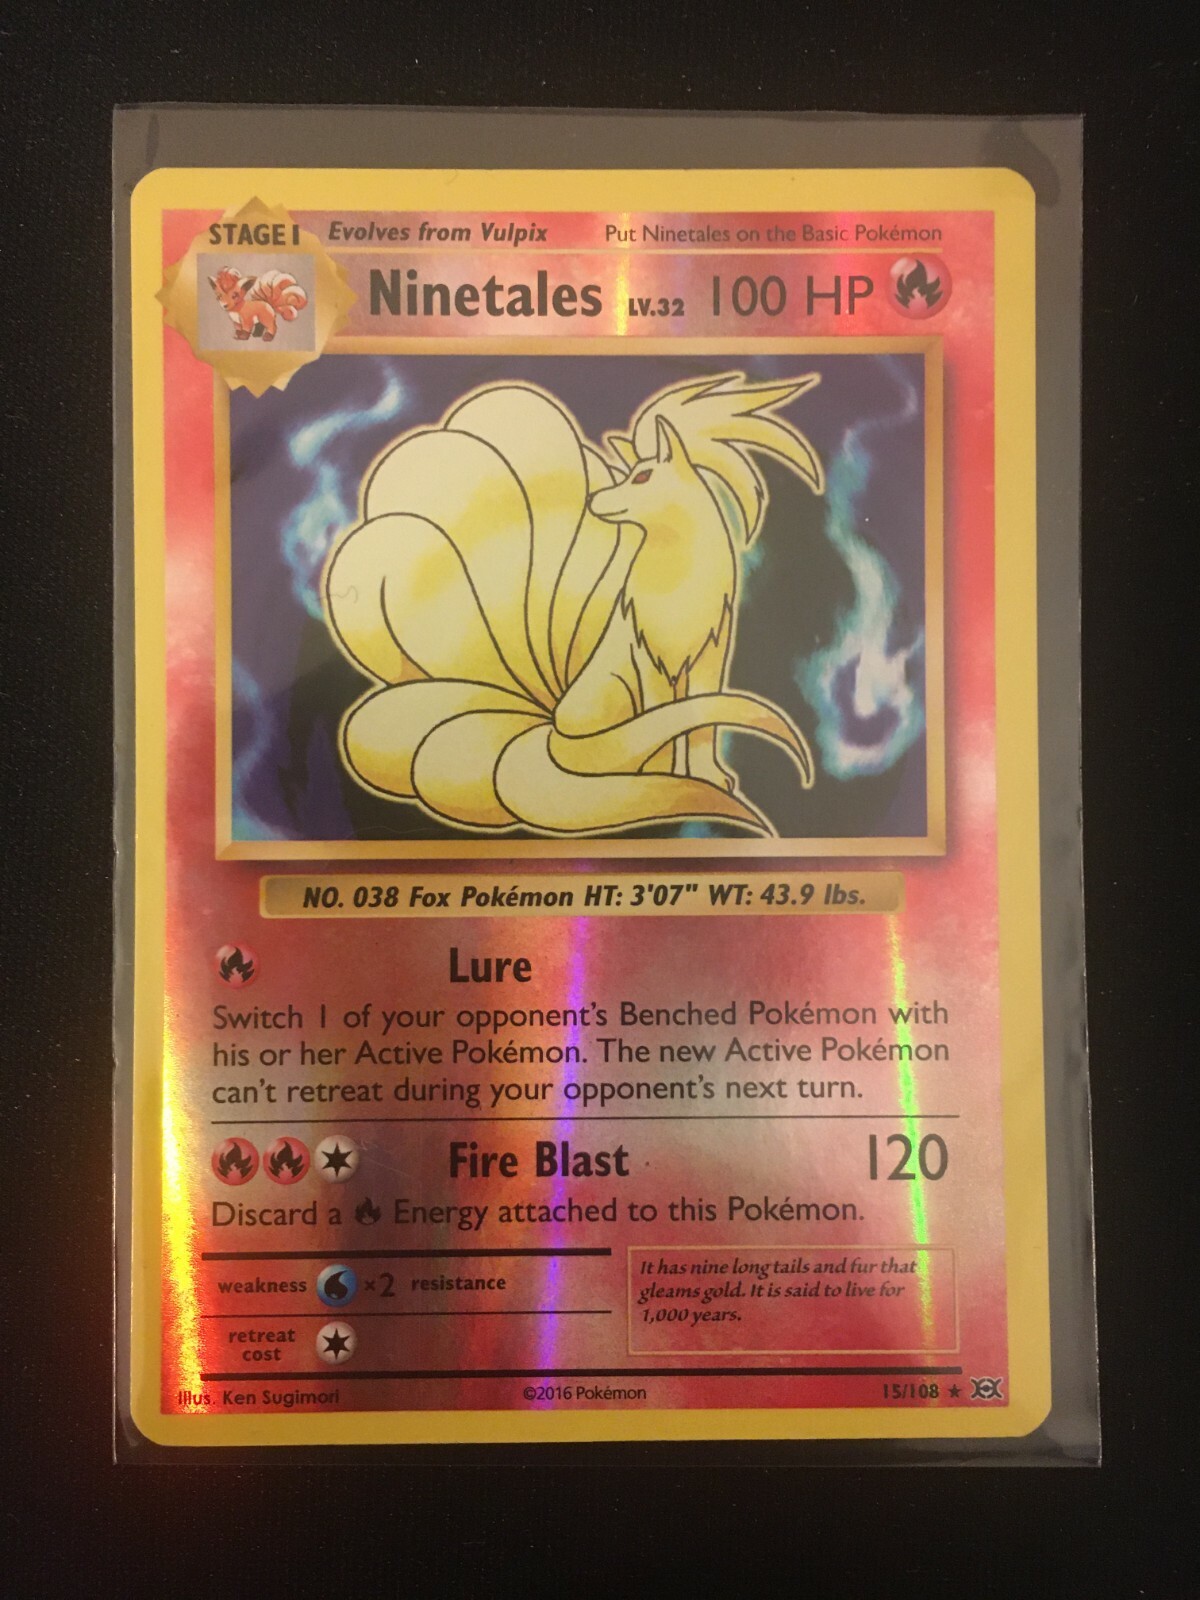 STAGE 1 Evolves from Vulpix Put Ninetales on the Basic Pokémon
Ninetales LV.32 100 HP
NO. 038 Fox Pokémon HT: 3'07" WT: 43.9 lbs.
Lure
Switch 1 of your opponent's Benched Pokémon with
his or her Active Pokémon. The new Active Pokémon
can't retreat during your opponent's next turn.
Fire Blast 120
Discard a Energy attached to this Pokémon.
weakness ×2 resistance
retreat
cost
It has nine long tails and fur that
gleams gold. It is said to live for
1,000 years.
Illus. Ken Sugimori ©2016 Pokémon 15/108 ★